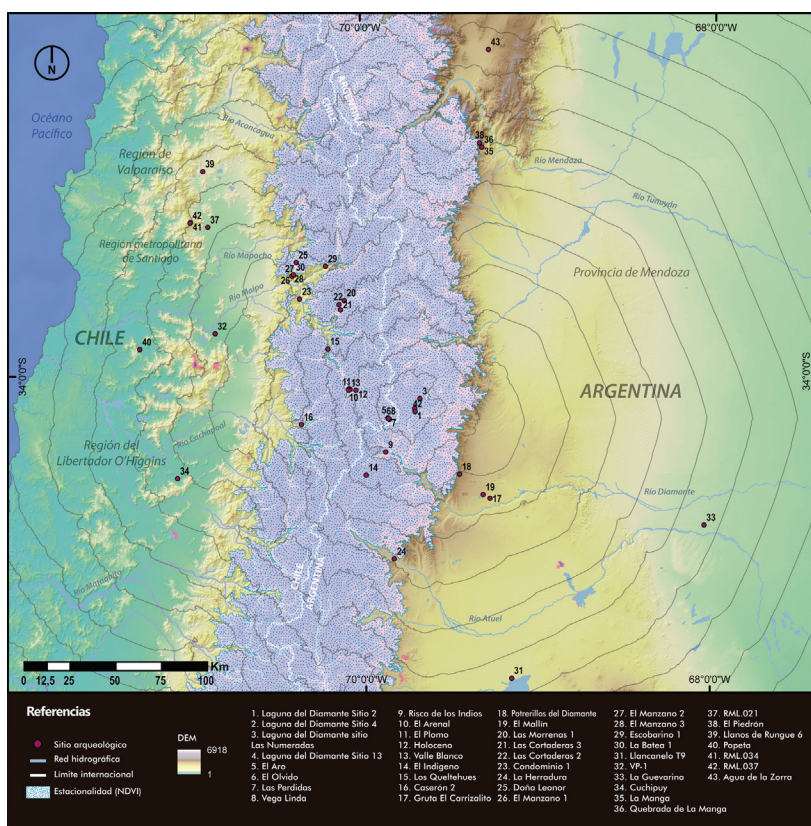 70°0'0"W
68°0'0"W
N
43
Océano
Pacífico
ARGENTINA
CHILE
Río Aconcagua
38
36
35
Región de
Valparaíso
39
Río Mendoza
Río Tunuyán
42
41
37
Región metropolitana
de Santiago
Río Mapocho
25
29
27
30
26
28
Provincia de Mendoza
Río Maipo
23
22
20
21
32
CHILE
40
15
34°0'0"S
34°0'0"S
11
13
12
10
3
42
1
568
7
ARGENTINA
16
Río Cachapoal
Región del
Libertador O'Higgins
9
14
18
34
19
17
Río Diamante
33
24
CHILE
ARGENTINA
Río Mataquito
Río Atuel
Km
0 12,5 25 50 75 100
31
70°0'0"W
68°0'0"W
Referencias
Sitio arqueológico
Red hidrográfica
Límite internacional
Estacionalidad (NDVI)
DEM
6918
1
1. Laguna del Diamante Sitio 2
2. Laguna del Diamante Sitio 4
3. Laguna del Diamante sitio
Las Numeradas
4. Laguna del Diamante Sitio 13
5. El Aro
6. El Olvido
7. Las Perdidas
8. Vega Linda
9. Risco de los Indios
10. El Arenal
11. El Plomo
12. Holoceno
13. Valle Blanco
14. El Indígeno
15. Los Queltehues
16. Caserón 2
17. Gruta El Carrizalito
18. Potrerillos del Diamante
19. El Mallín
20. Las Morrenas 1
21. Las Cortaderas 3
22. Las Cortaderas 2
23. Condominio 1
24. La Herradura
25. Doña Leonor
26. El Manzano 1
27. El Manzano 2
28. El Manzano 3
29. Escobarino 1
30. La Batea 1
31. Llancanelo T9
32. VP-1
33. La Guevarina
34. Cuchipuy
35. La Manga
36. Quebrada de La Manga
37. RML.021
38. El Piedrón
39. Llanos de Rungue 6
40. Popeta
41. RML.034
42. RML.037
43. Agua de la Zorra